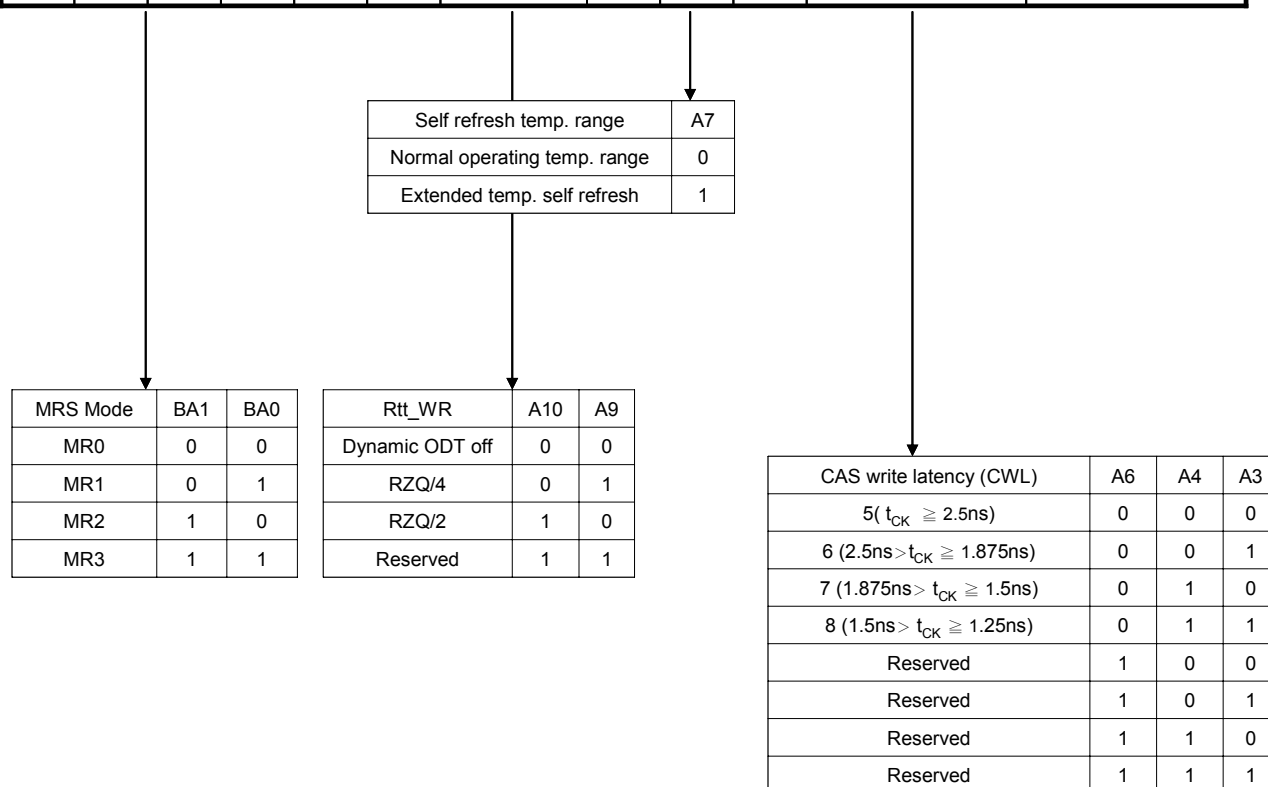 Self refresh temp. range A7
Normal operating temp. range 0
Extended temp. self refresh 1
MRS Mode BA1 BA0
MR0 0 0
MR1 0 1
MR2 1 0
MR3 1 1
Rtt_WR A10 A9
Dynamic ODT off 0 0
RZQ/4 0 1
RZQ/2 1 0
Reserved 1 1
CAS write latency (CWL) A6 A4 A3
5( tCK ≧ 2.5ns) 0 0 0
6 (2.5ns>tCK ≧ 1.875ns) 0 0 1
7 (1.875ns> tCK ≧ 1.5ns) 0 1 0
8 (1.5ns> tCK ≧ 1.25ns) 0 1 1
Reserved 1 0 0
Reserved 1 0 1
Reserved 1 1 0
Reserved 1 1 1